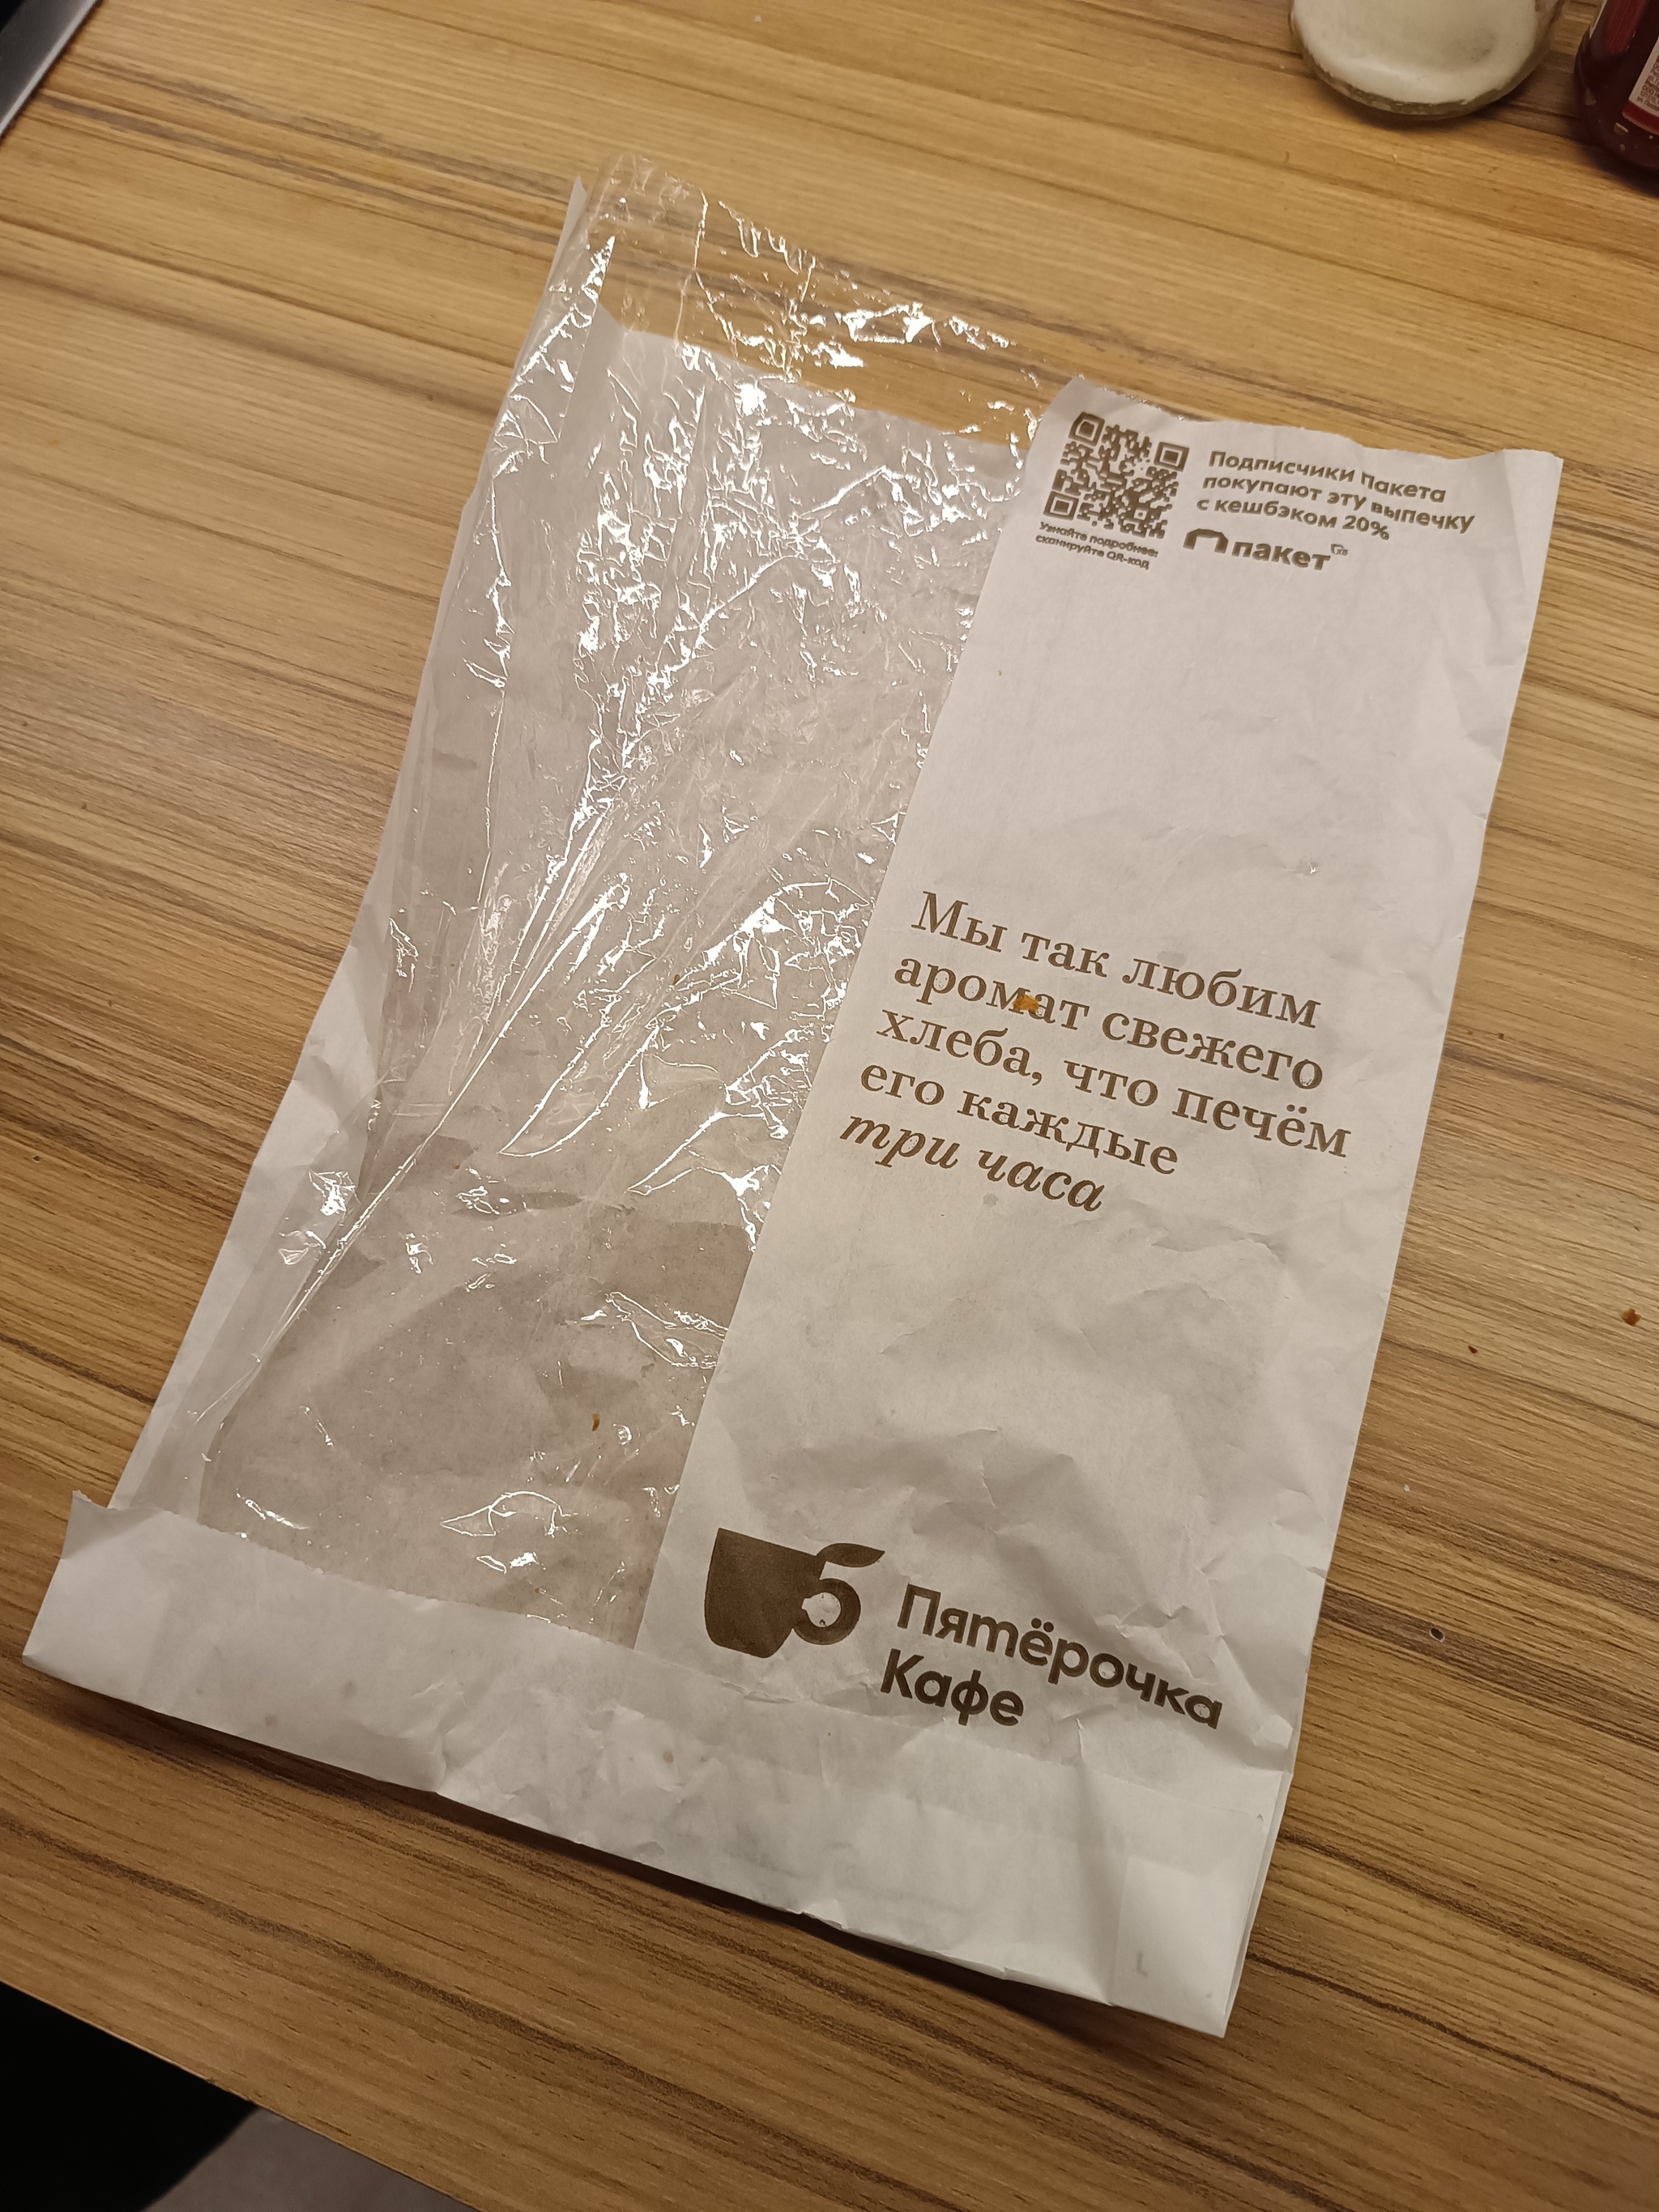 Подписчики Пакета
покупают эту выпечку
с кешбэком 20%
пакет
Узнайте подробнее:
сканируйте QR-код
Мы так любим
аромат свежего
хлеба, что печём
его каждые
три часа
5
Пятёрочка
Кафе
L